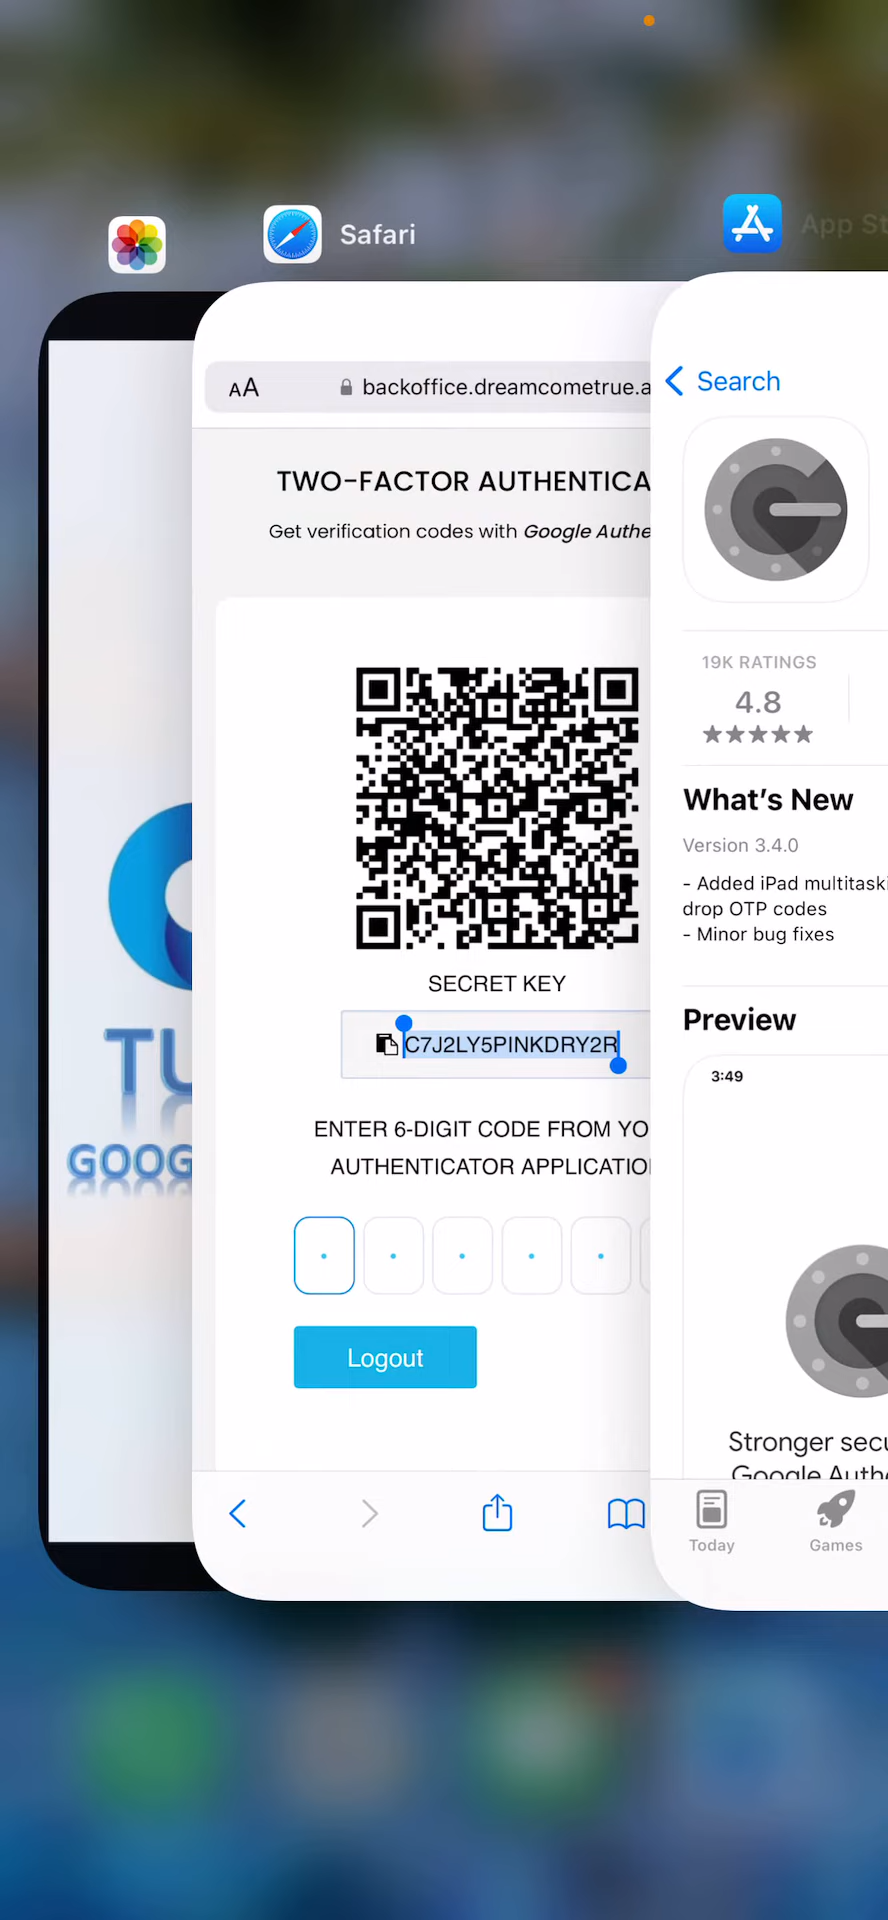 Safari
App St
AA backoffice.dreamcometrue.a
TWO-FACTOR AUTHENTICA
Get verification codes with Google Authe
SECRET KEY
C7J2LY5PINKDRY2R
ENTER 6-DIGIT CODE FROM YO
AUTHENTICATOR APPLICATIO
Logout
TU
GOOG
Search
19K RATINGS
4.8
What's New
Version 3.4.0
- Added iPad multitaski
drop OTP codes
- Minor bug fixes
Preview
3:49
Stronger secu
Google Auth
Today
Games